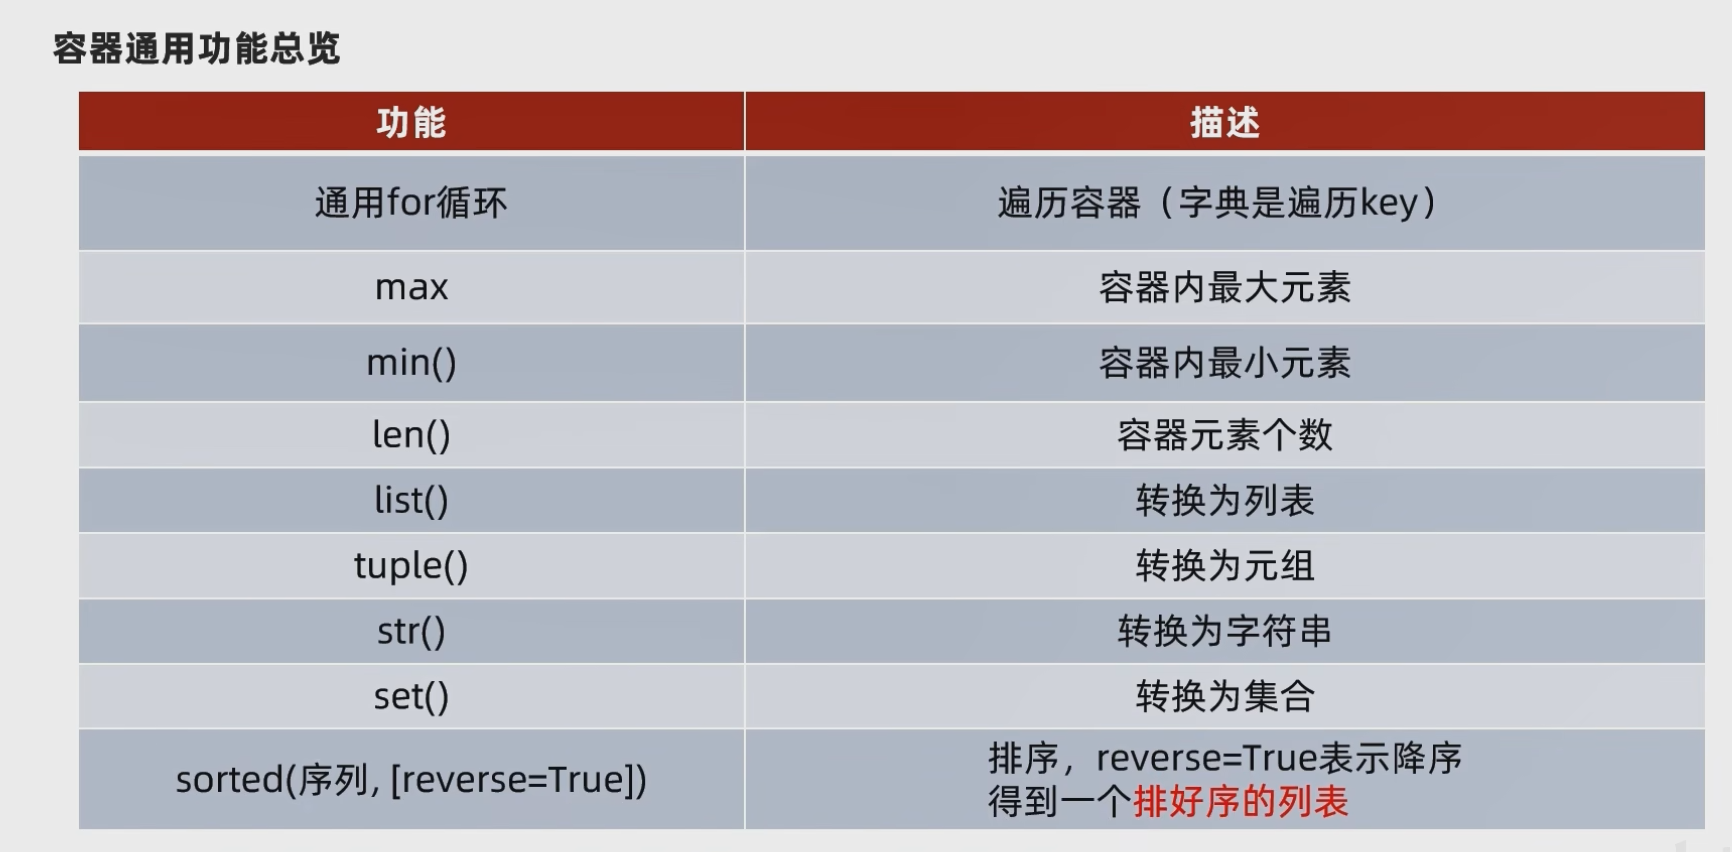 容器通用功能总览
功能 描述
通用for循环 遍历容器（字典是遍历key）
max 容器内最大元素
min() 容器内最小元素
len() 容器元素个数
list() 转换为列表
tuple() 转换为元组
str() 转换为字符串
set() 转换为集合
sorted(序列, [reverse=True]) 排序，reverse=True表示降序
得到一个排好序的列表